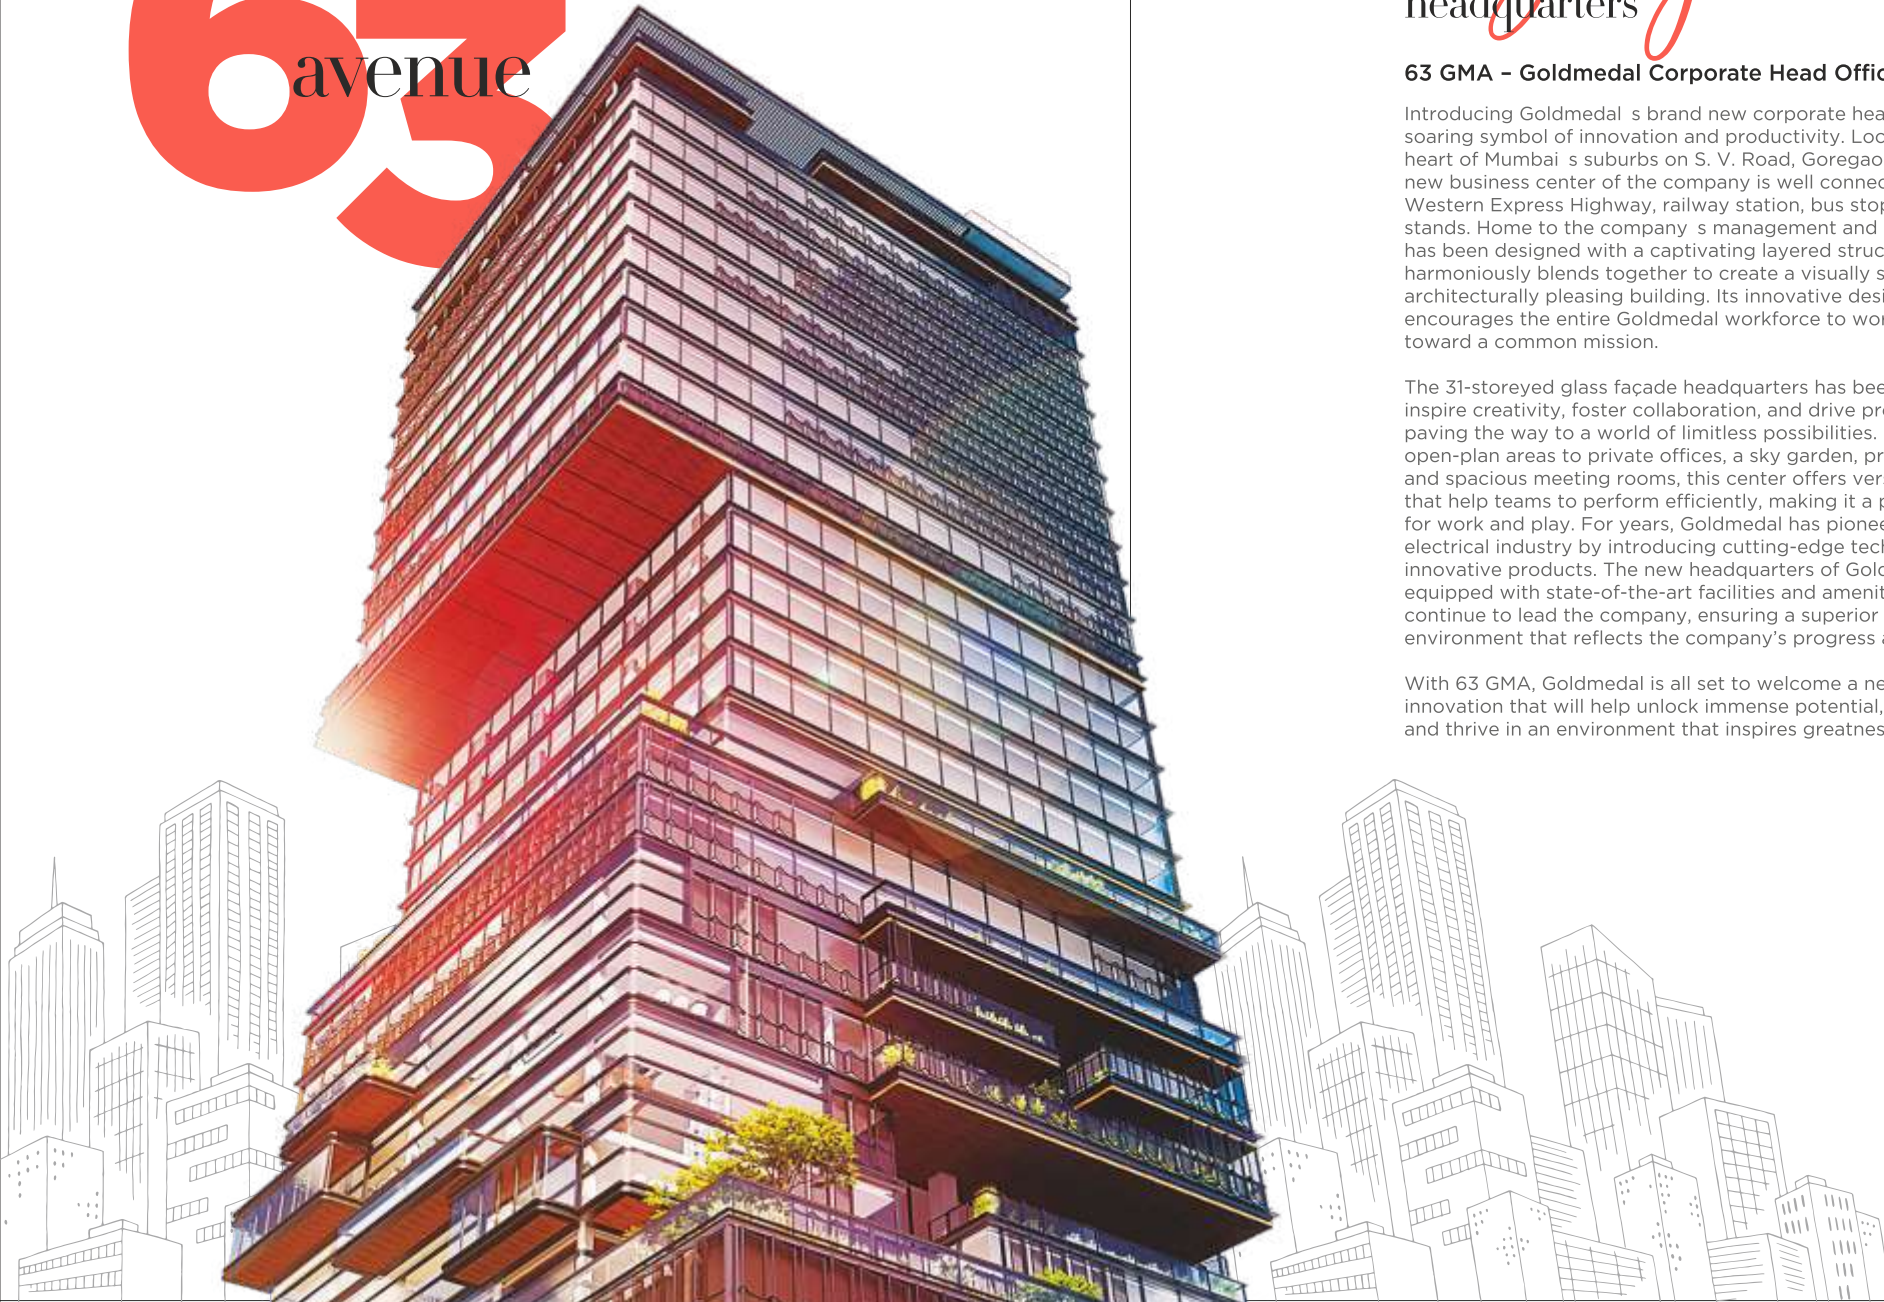 63
avenue
headquarters
63 GMA – Goldmedal Corporate Head Offic
Introducing Goldmedal s brand new corporate hea
soaring symbol of innovation and productivity. Loc
heart of Mumbai s suburbs on S. V. Road, Goregao
new business center of the company is well connec
Western Express Highway, railway station, bus stop
stands. Home to the company s management and
has been designed with a captivating layered struc
harmoniously blends together to create a visually s
architecturally pleasing building. Its innovative desi
encourages the entire Goldmedal workforce to wor
toward a common mission.
The 31-storeyed glass façade headquarters has bee
inspire creativity, foster collaboration, and drive pro
paving the way to a world of limitless possibilities.
open-plan areas to private offices, a sky garden, pr
and spacious meeting rooms, this center offers vers
that help teams to perform efficiently, making it a p
for work and play. For years, Goldmedal has pionee
electrical industry by introducing cutting-edge tech
innovative products. The new headquarters of Gold
equipped with state-of-the-art facilities and amenit
continue to lead the company, ensuring a superior
environment that reflects the company’s progress a
With 63 GMA, Goldmedal is all set to welcome a ne
innovation that will help unlock immense potential,
and thrive in an environment that inspires greatnes